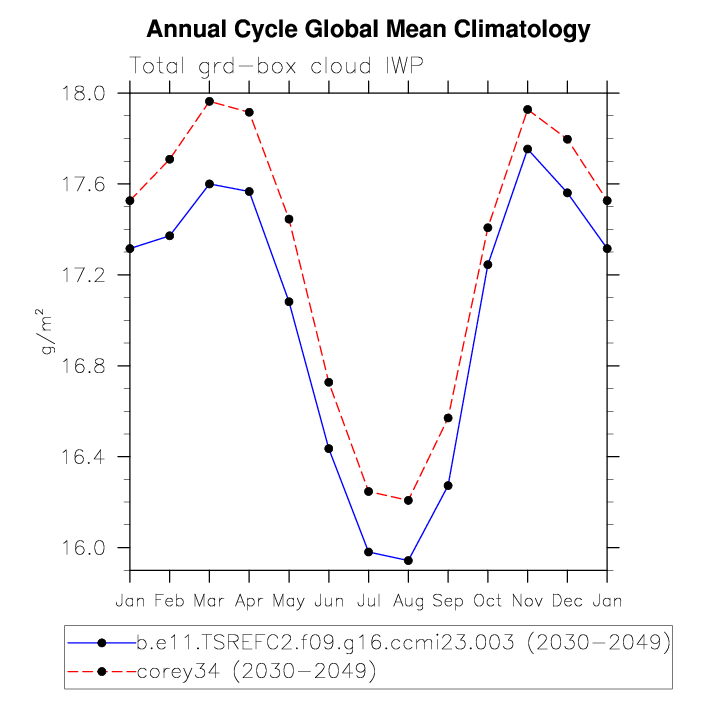 Annual Cycle Global Mean Climatology
Total grd-box cloud IWP
18.0
17.6
17.2
16.8
16.4
16.0
g/m²
Jan Feb Mar Apr May Jun Jul Aug Sep Oct Nov Dec Jan
b.e11.TSREFC2.f09.g16.ccmi23.003 (2030-2049)
corey34 (2030-2049)